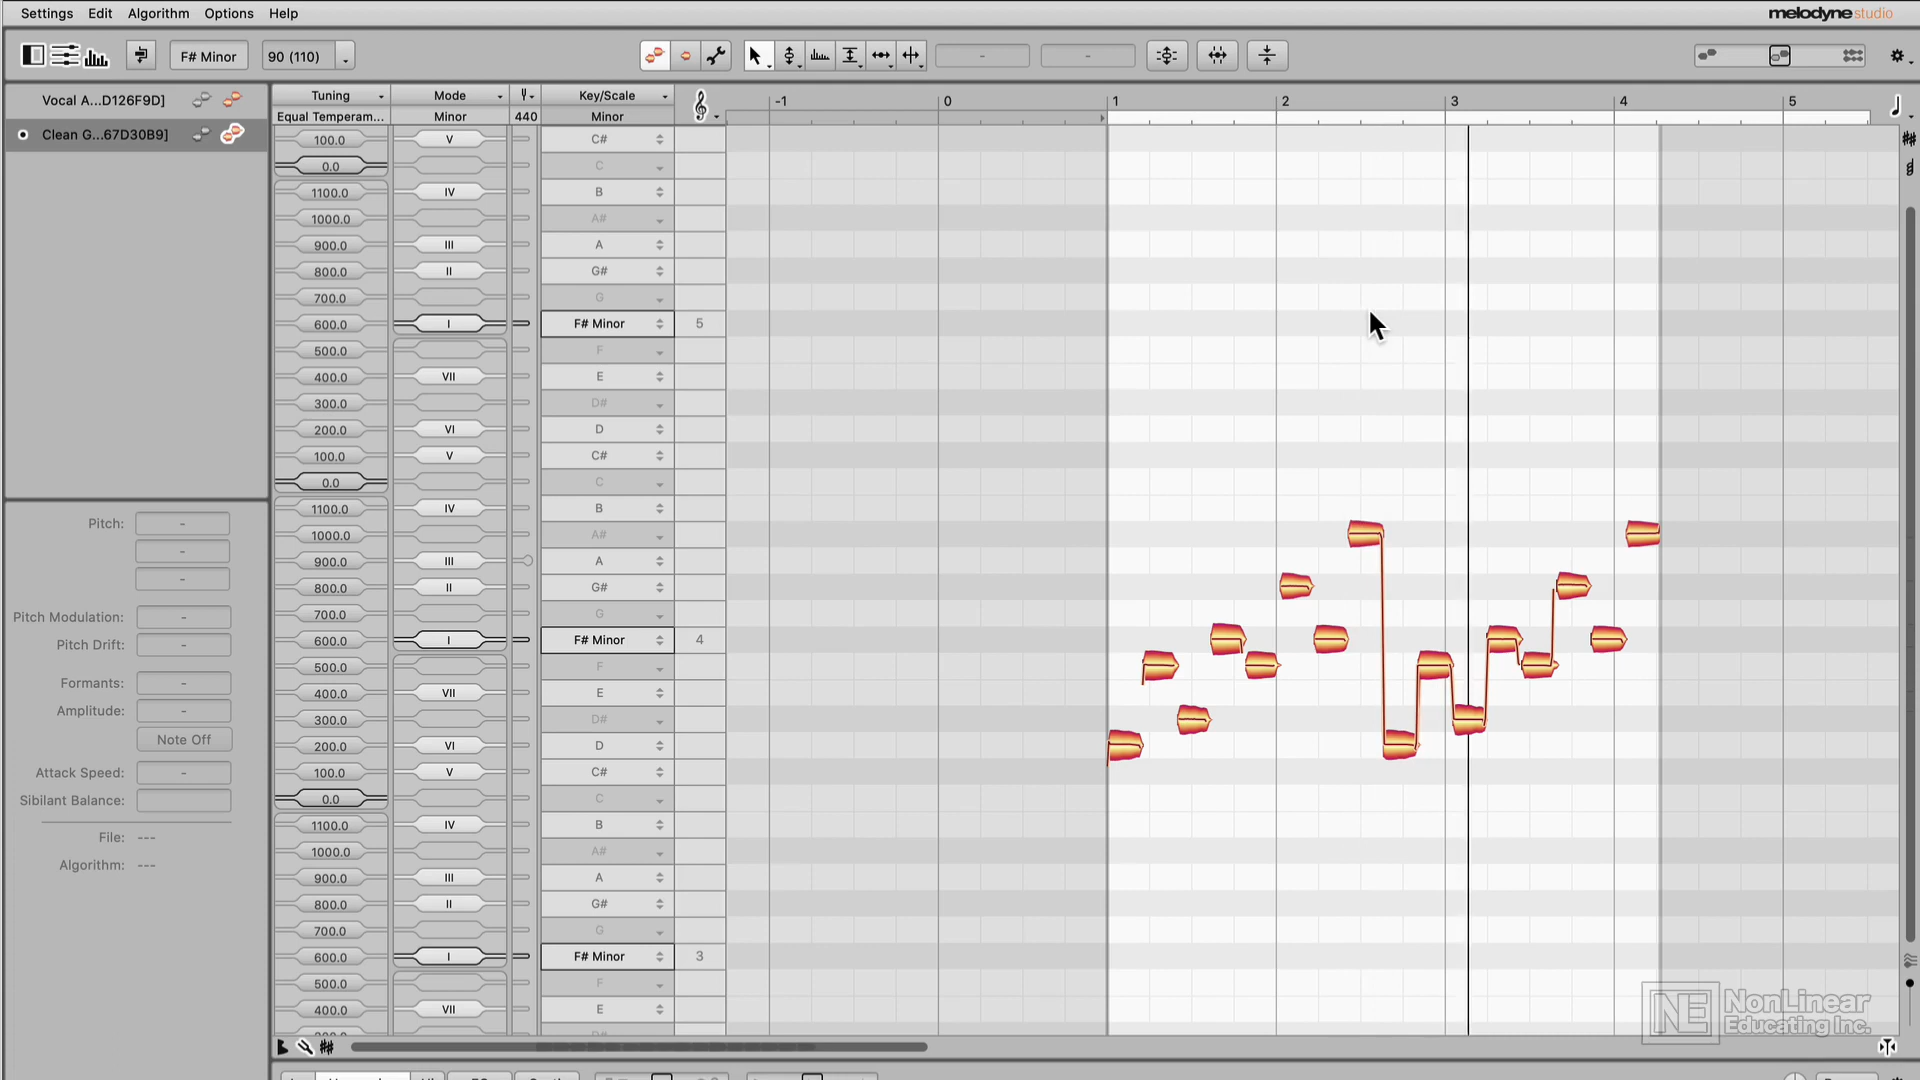 Settings Edit Algorithm Options Help
melodyne studio
F# Minor 90 (110) - -
Vocal A...D126F9D]
Clean G...67D30B9]
Tuning Mode Key/Scale
Equal Temperam... Minor 440 Minor
-1 0 1 2 3 4 5
100.0 V C#
0.0 C
1100.0 IV B
1000.0 A#
900.0 III A
800.0 II G#
700.0 G
600.0 I F# Minor 5
500.0 F
400.0 VII E
300.0 D#
200.0 VI D
100.0 V C#
0.0 C
1100.0 IV B
1000.0 A#
900.0 III A
800.0 II G#
700.0 G
600.0 I F# Minor 4
500.0 F
400.0 VII E
300.0 D#
200.0 VI D
100.0 V C#
0.0 C
1100.0 IV B
1000.0 A#
900.0 III A
800.0 II G#
700.0 G
600.0 I F# Minor 3
500.0 F
400.0 VII E
Pitch: -
-
-
Pitch Modulation: -
Pitch Drift: -
Formants: -
Amplitude: -
Note Off
Attack Speed: -
Sibilant Balance:
File: ---
Algorithm: ---
NE NonLinear
Educating Inc.